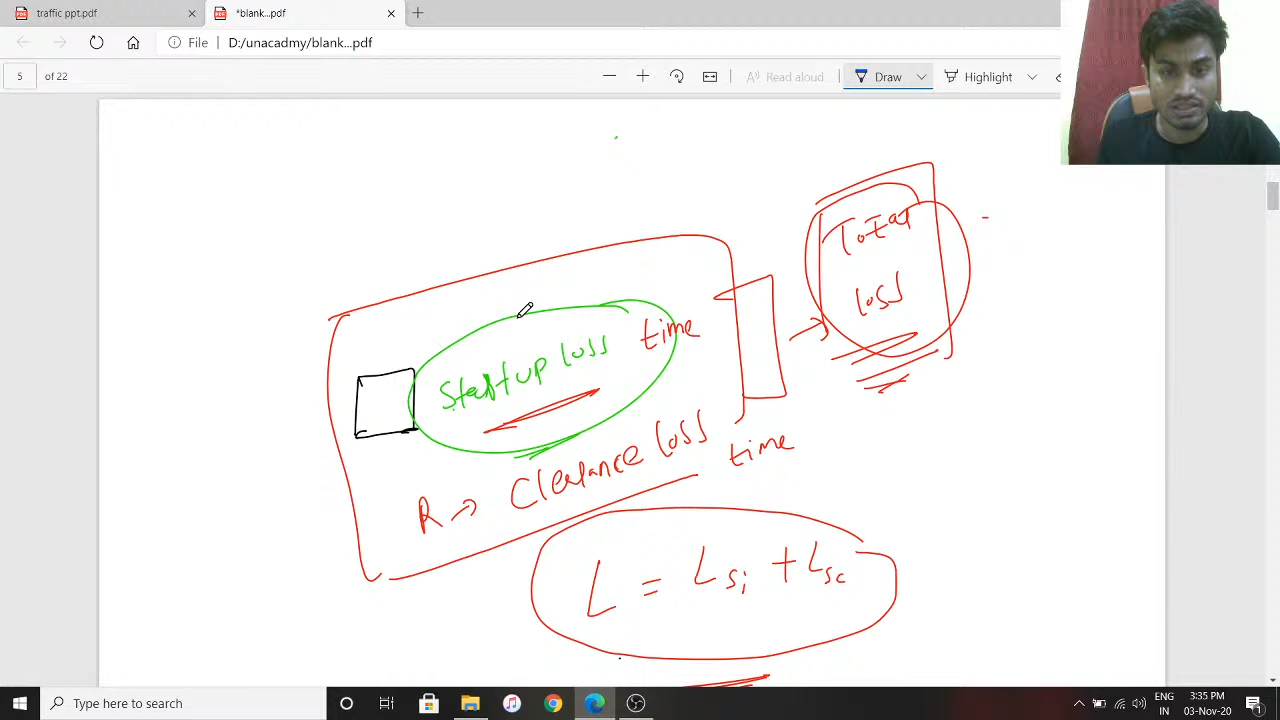 traffic ppt.pdf
*blank...pdf
File
D:/unacadmy/blank...pdf
5 of 22
Read aloud
Draw
Highlight
Total
loss
Startup loss time
R → Clearance loss time
L = Lsi + Lsc
Type here to search
ENG
IN
3:35 PM
03-Nov-20
1